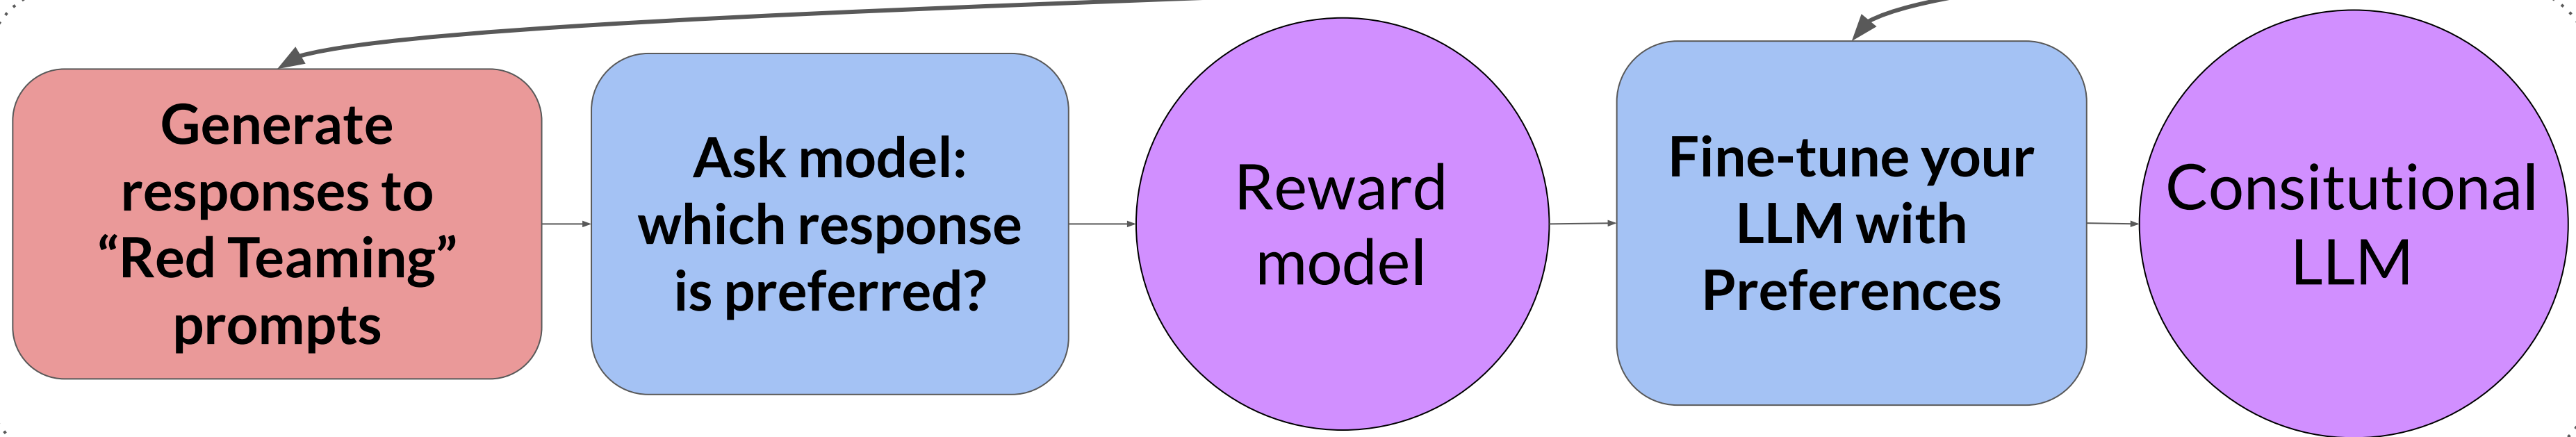 Generate
responses to
“Red Teaming”
prompts
Ask model:
which response
is preferred?
Reward
model
Fine-tune your
LLM with
Preferences
Consitutional
LLM